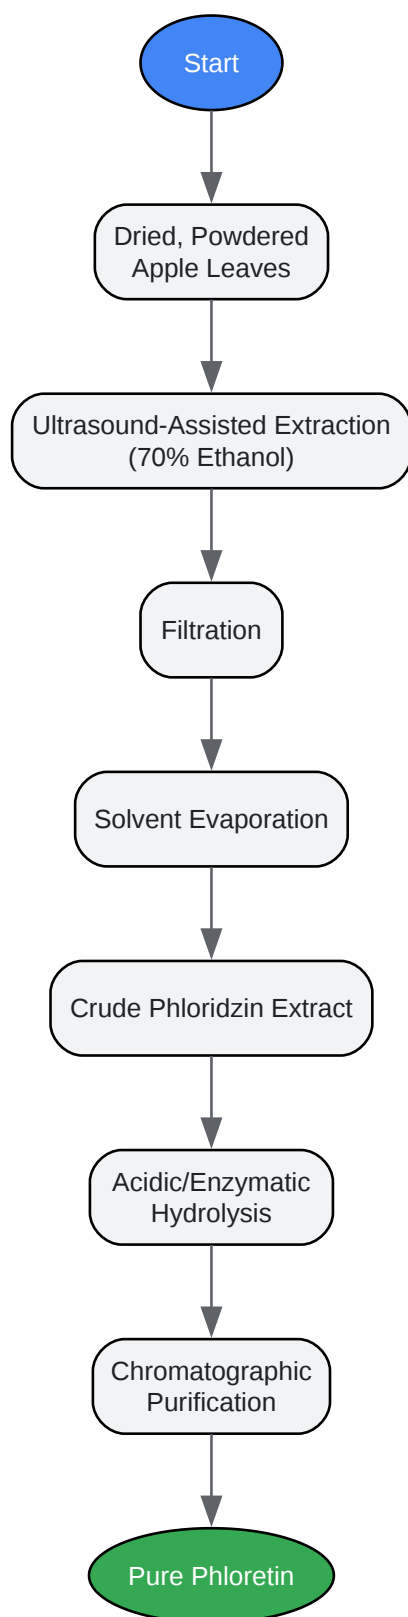 Start
Dried, Powdered
Apple Leaves
Ultrasound-Assisted Extraction
(70% Ethanol)
Filtration
Solvent Evaporation
Crude Phloridzin Extract
Acidic/Enzymatic
Hydrolysis
Chromatographic
Purification
Pure Phloretin